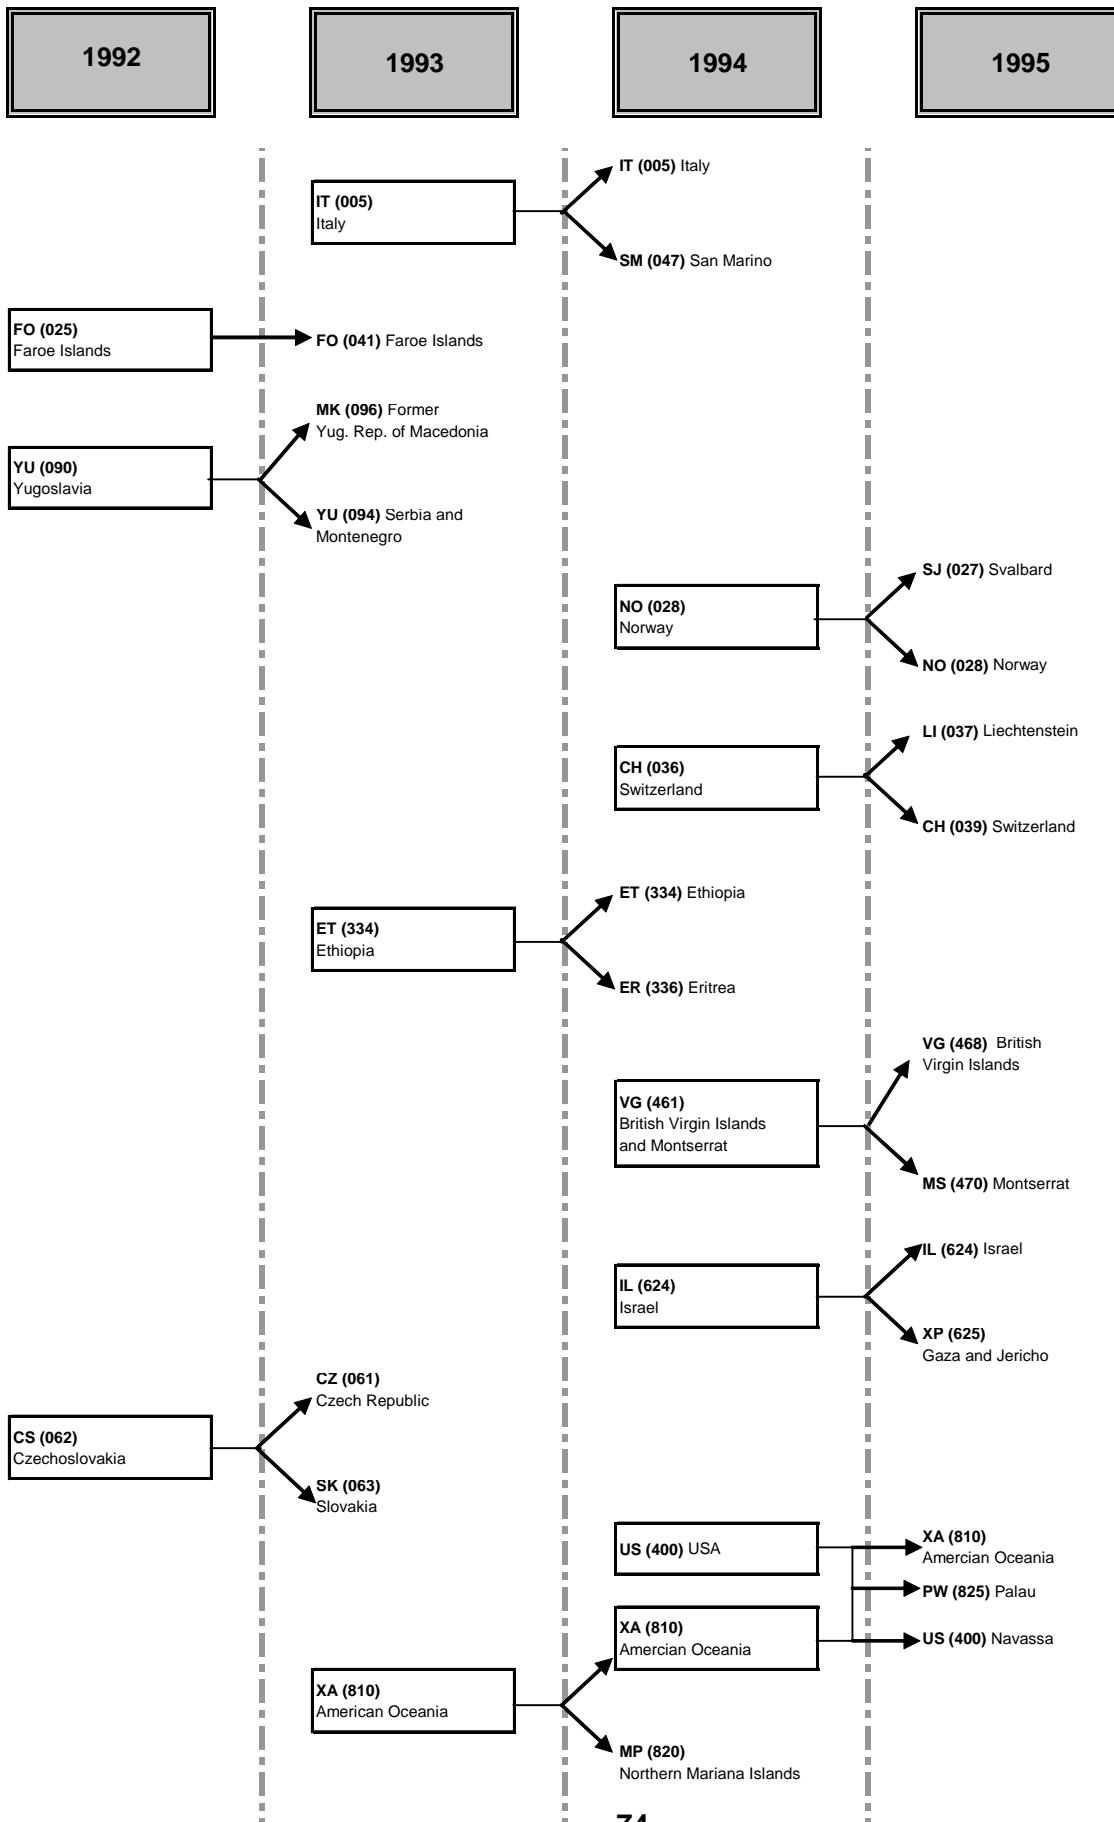 1992
1993
1994
1995
IT (005) Italy
IT (005)
Italy
SM (047) San Marino
FO (025)
Faroe Islands
FO (041) Faroe Islands
MK (096) Former
Yug. Rep. of Macedonia
YU (090)
Yugoslavia
YU (094) Serbia and
Montenegro
SJ (027) Svalbard
NO (028)
Norway
NO (028) Norway
LI (037) Liechtenstein
CH (036)
Switzerland
CH (039) Switzerland
ET (334) Ethiopia
ET (334)
Ethiopia
ER (336) Eritrea
VG (468) British
Virgin Islands
VG (461)
British Virgin Islands
and Montserrat
MS (470) Montserrat
IL (624) Israel
IL (624)
Israel
XP (625)
Gaza and Jericho
CZ (061)
Czech Republic
CS (062)
Czechoslovakia
SK (063)
Slovakia
US (400) USA
XA (810)
Amercian Oceania
PW (825) Palau
XA (810)
Amercian Oceania
US (400) Navassa
XA (810)
American Oceania
MP (820)
Northern Mariana Islands
74